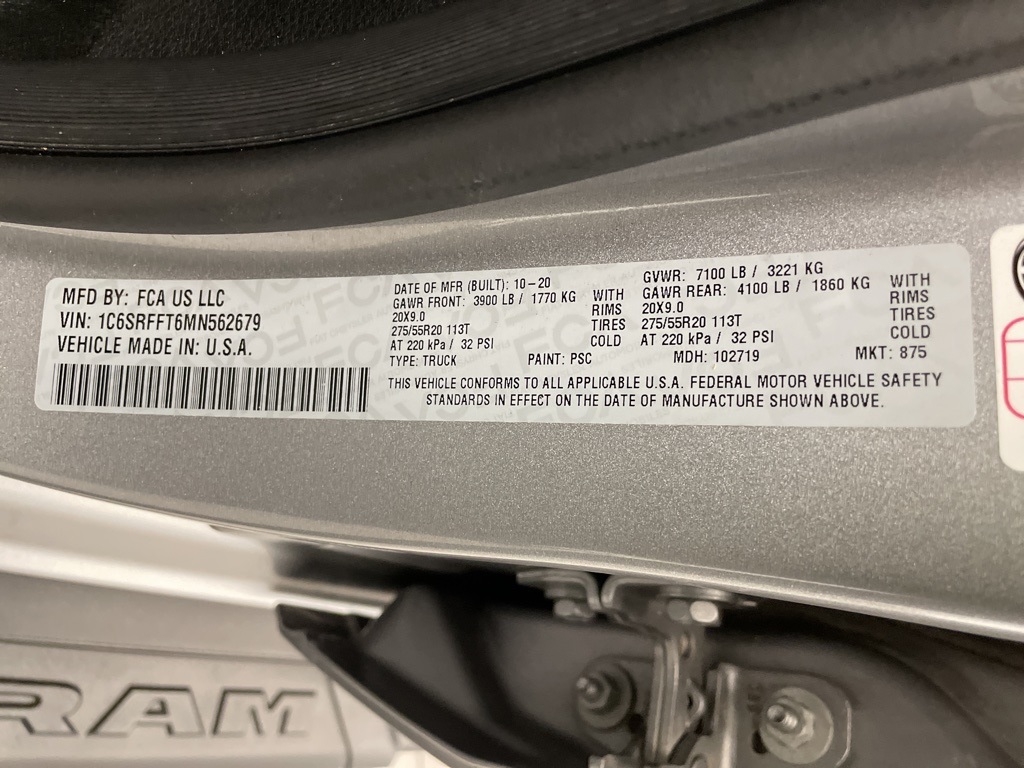 MFD BY: FCA US LLC
VIN: 1C6SRFFT6MN562679
VEHICLE MADE IN: U.S.A.
DATE OF MFR (BUILT): 10-20
GAWR FRONT: 3900 LB / 1770 KG WITH
20X9.0 RIMS
275/55R20 113T TIRES
AT 220 kPa / 32 PSI COLD
TYPE: TRUCK PAINT: PSC
GVWR: 7100 LB / 3221 KG
GAWR REAR: 4100 LB / 1860 KG WITH
20X9.0 RIMS
275/55R20 113T TIRES
AT 220 kPa / 32 PSI COLD
MDH: 102719 MKT: 875
THIS VEHICLE CONFORMS TO ALL APPLICABLE U.S.A. FEDERAL MOTOR VEHICLE SAFETY
STANDARDS IN EFFECT ON THE DATE OF MANUFACTURE SHOWN ABOVE.
RAM